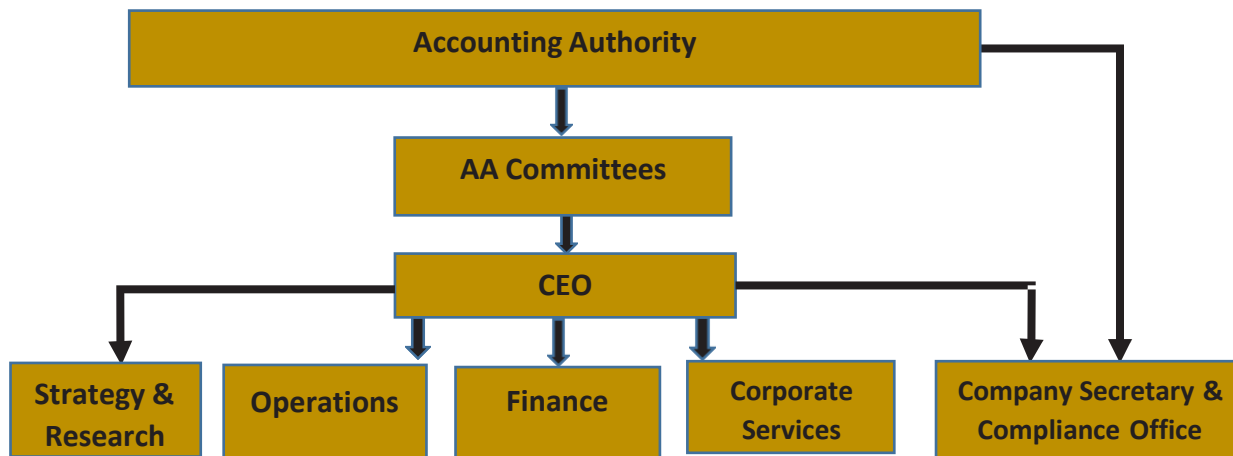 Accounting Authority
AA Committees
CEO
Strategy &
Research
Operations
Finance
Corporate
Services
Company Secretary &
Compliance Office